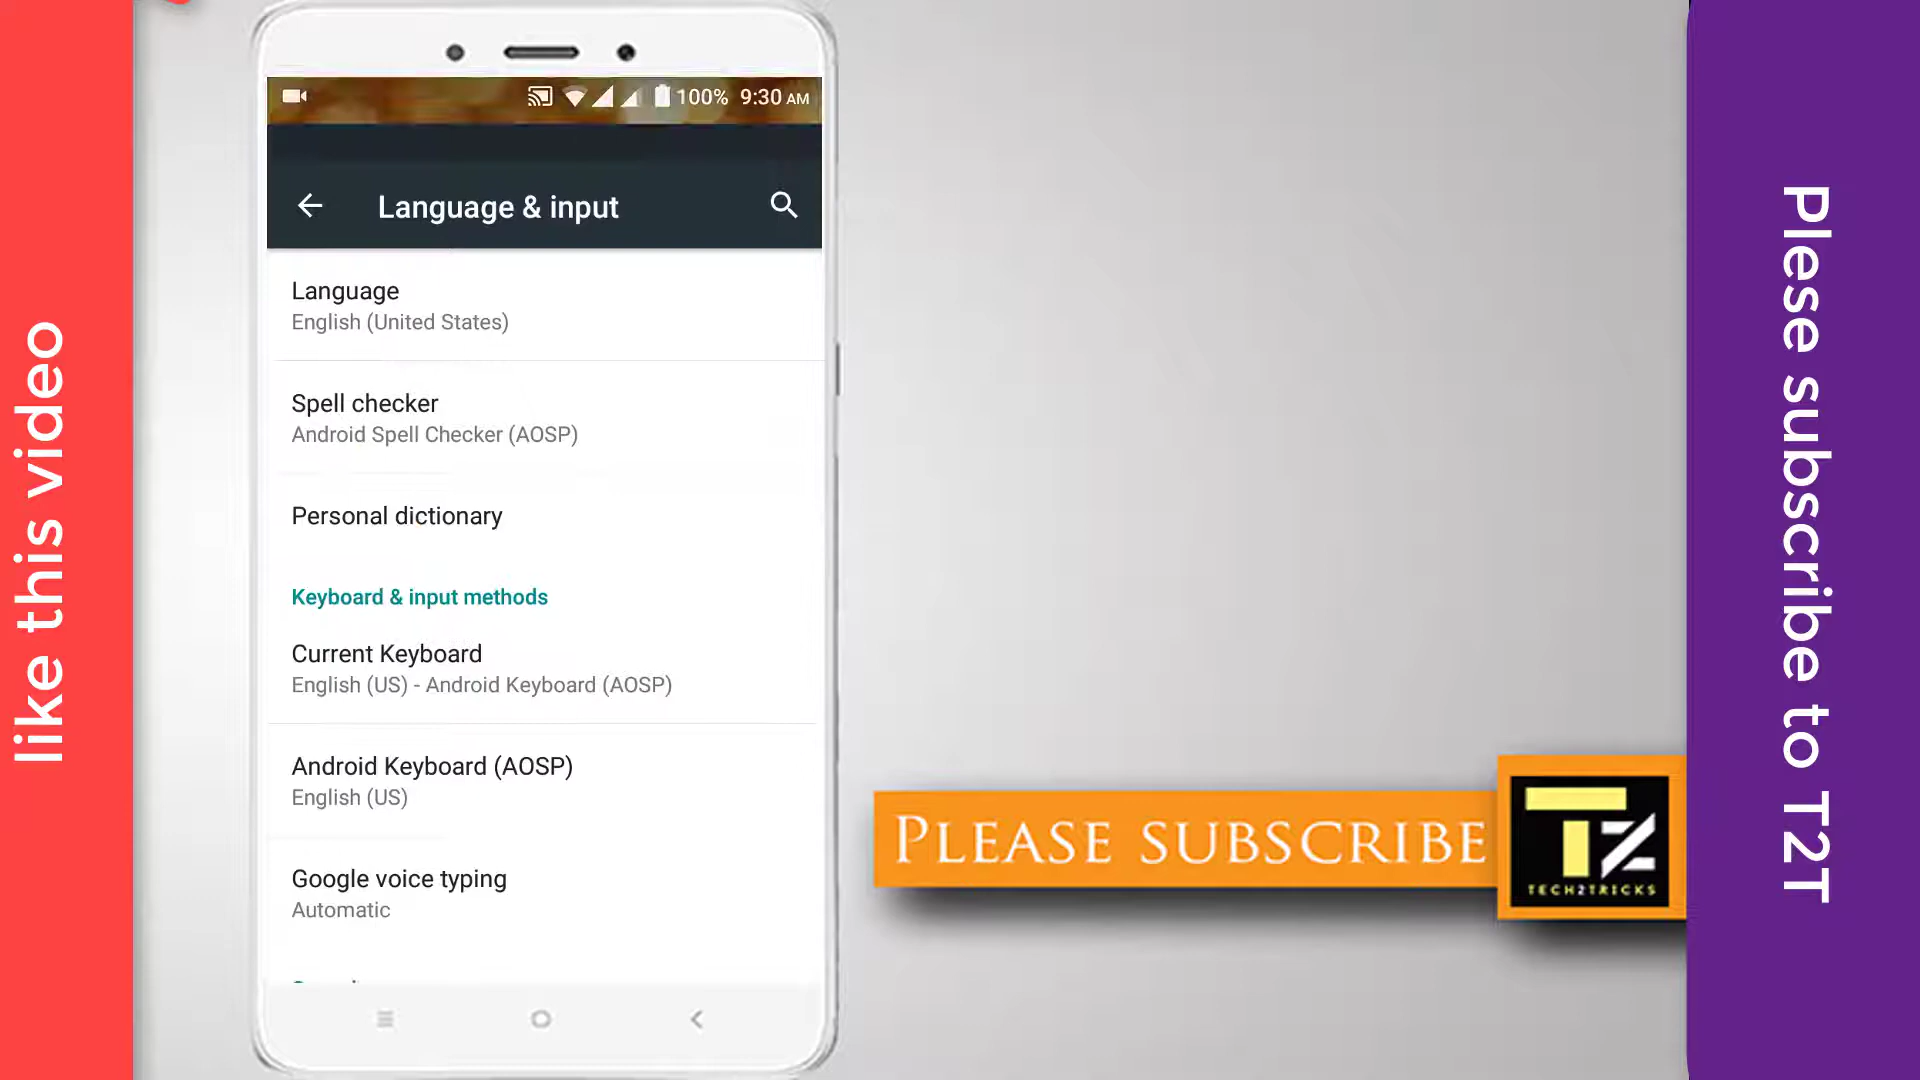 like this video
100% 9:30 AM
Language & input
Language
English (United States)
Spell checker
Android Spell Checker (AOSP)
Personal dictionary
Keyboard & input methods
Current Keyboard
English (US) - Android Keyboard (AOSP)
Android Keyboard (AOSP)
English (US)
Google voice typing
Automatic
PLEASE SUBSCRIBE
TZ
TECH2TRICKS
Plese subscribe to T2T